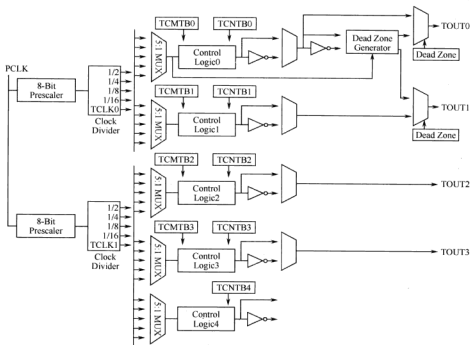 TCMTB0
TCNTB0
5:1 MUX
Control
Logic0
Dead Zone
Generator
TOUT0
Dead Zone
PCLK
8-Bit
Prescaler
1/2
1/4
1/8
1/16
TCLK0
Clock
Divider
TCMTB1
TCNTB1
5:1 MUX
Control
Logic1
TOUT1
Dead Zone
TCMTB2
TCNTB2
5:1 MUX
Control
Logic2
TOUT2
8-Bit
Prescaler
1/2
1/4
1/8
1/16
TCLK1
Clock
Divider
TCMTB3
TCNTB3
5:1 MUX
Control
Logic3
TOUT3
TCNTB4
5:1 MUX
Control
Logic4